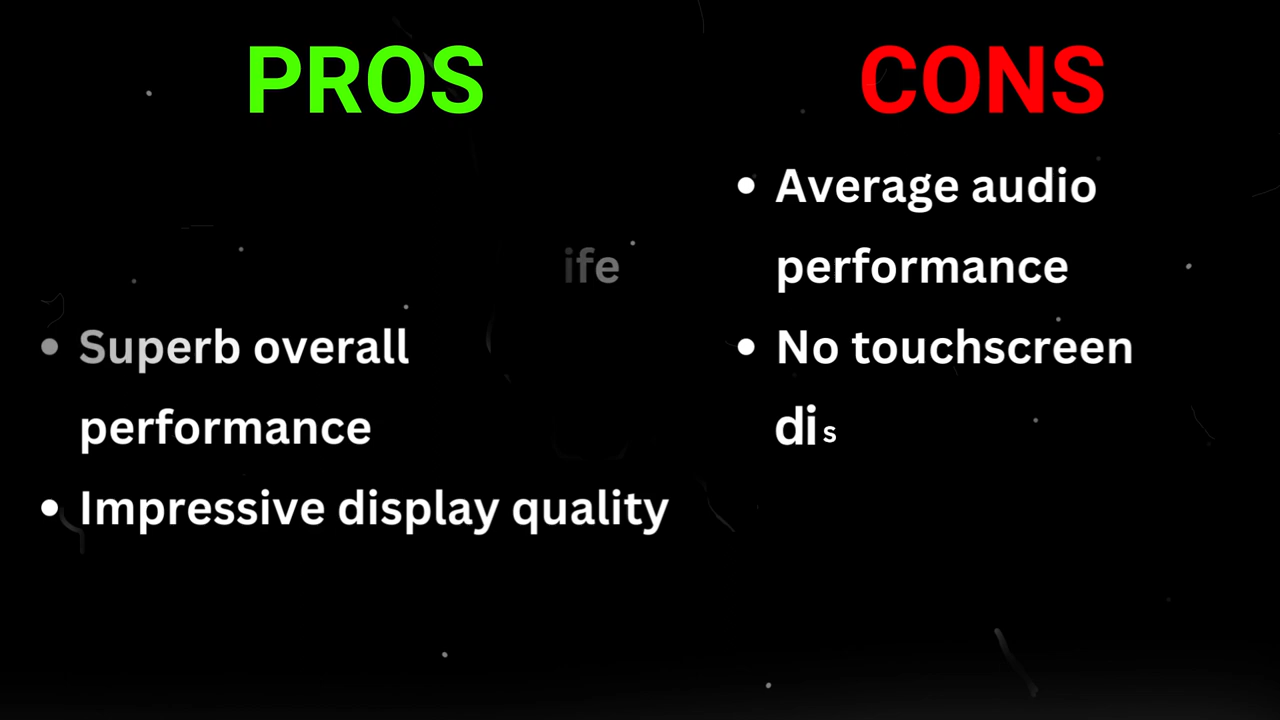 PROS
ife
• Superb overall
performance
• Impressive display quality
CONS
• Average audio
performance
• No touchscreen
dis